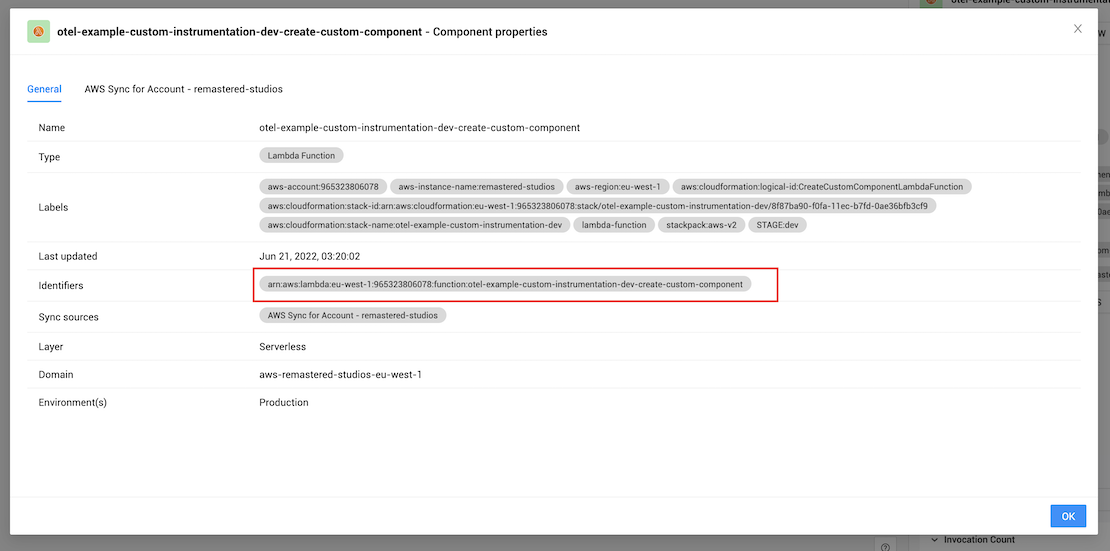 otel-example-custom-instrumentation-dev-create-custom-component - Component properties
General AWS Sync for Account - remastered-studios
Name otel-example-custom-instrumentation-dev-create-custom-component
Type Lambda Function
Labels aws-account:965323806078 aws-instance-name:remastered-studios aws-region:eu-west-1 aws:cloudformation:logical-id:CreateCustomComponentLambdaFunction
aws:cloudformation:stack-id:arn:aws:cloudformation:eu-west-1:965323806078:stack/otel-example-custom-instrumentation-dev/8f87ba90-f0fa-11ec-b7fd-0ae36bfb3cf9
aws:cloudformation:stack-name:otel-example-custom-instrumentation-dev lambda-function stackpack:aws-v2 STAGE:dev
Last updated Jun 21, 2022, 03:20:02
Identifiers arn:aws:lambda:eu-west-1:965323806078:function:otel-example-custom-instrumentation-dev-create-custom-component
Sync sources AWS Sync for Account - remastered-studios
Layer Serverless
Domain aws-remastered-studios-eu-west-1
Environment(s) Production
OK
Invocation Count